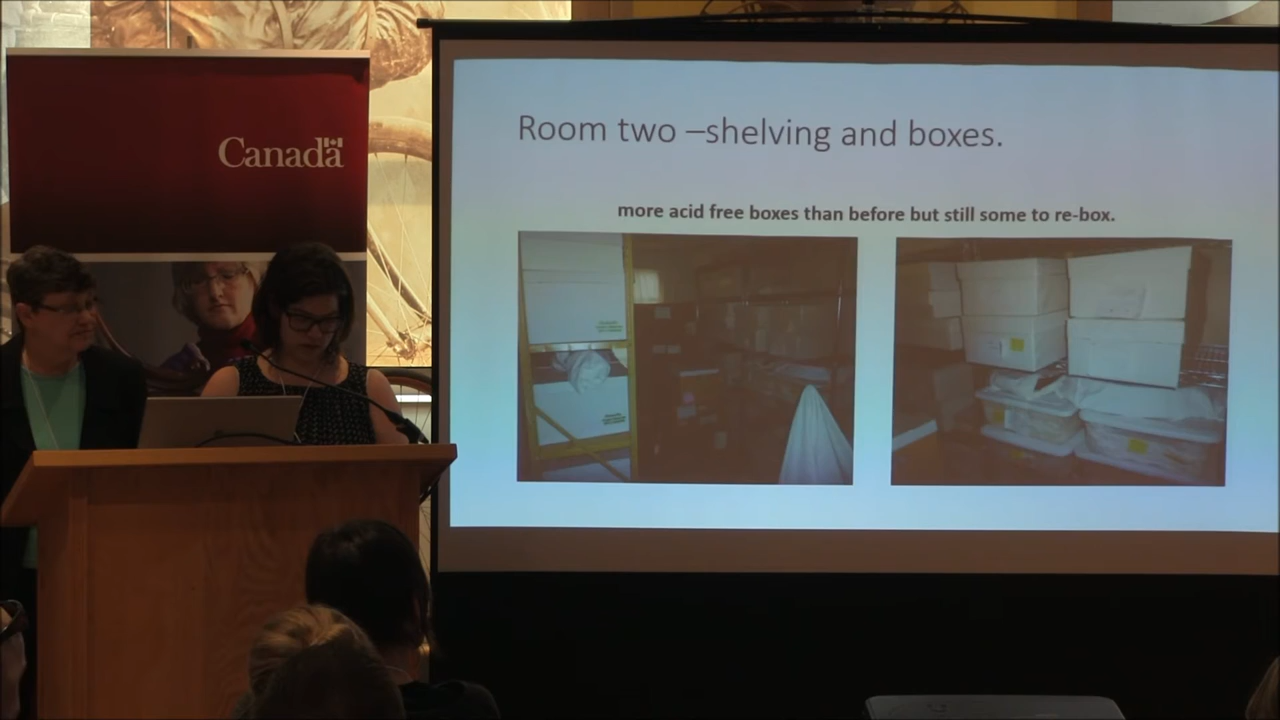 Canada
Room two –shelving and boxes.
more acid free boxes than before but still some to re-box.